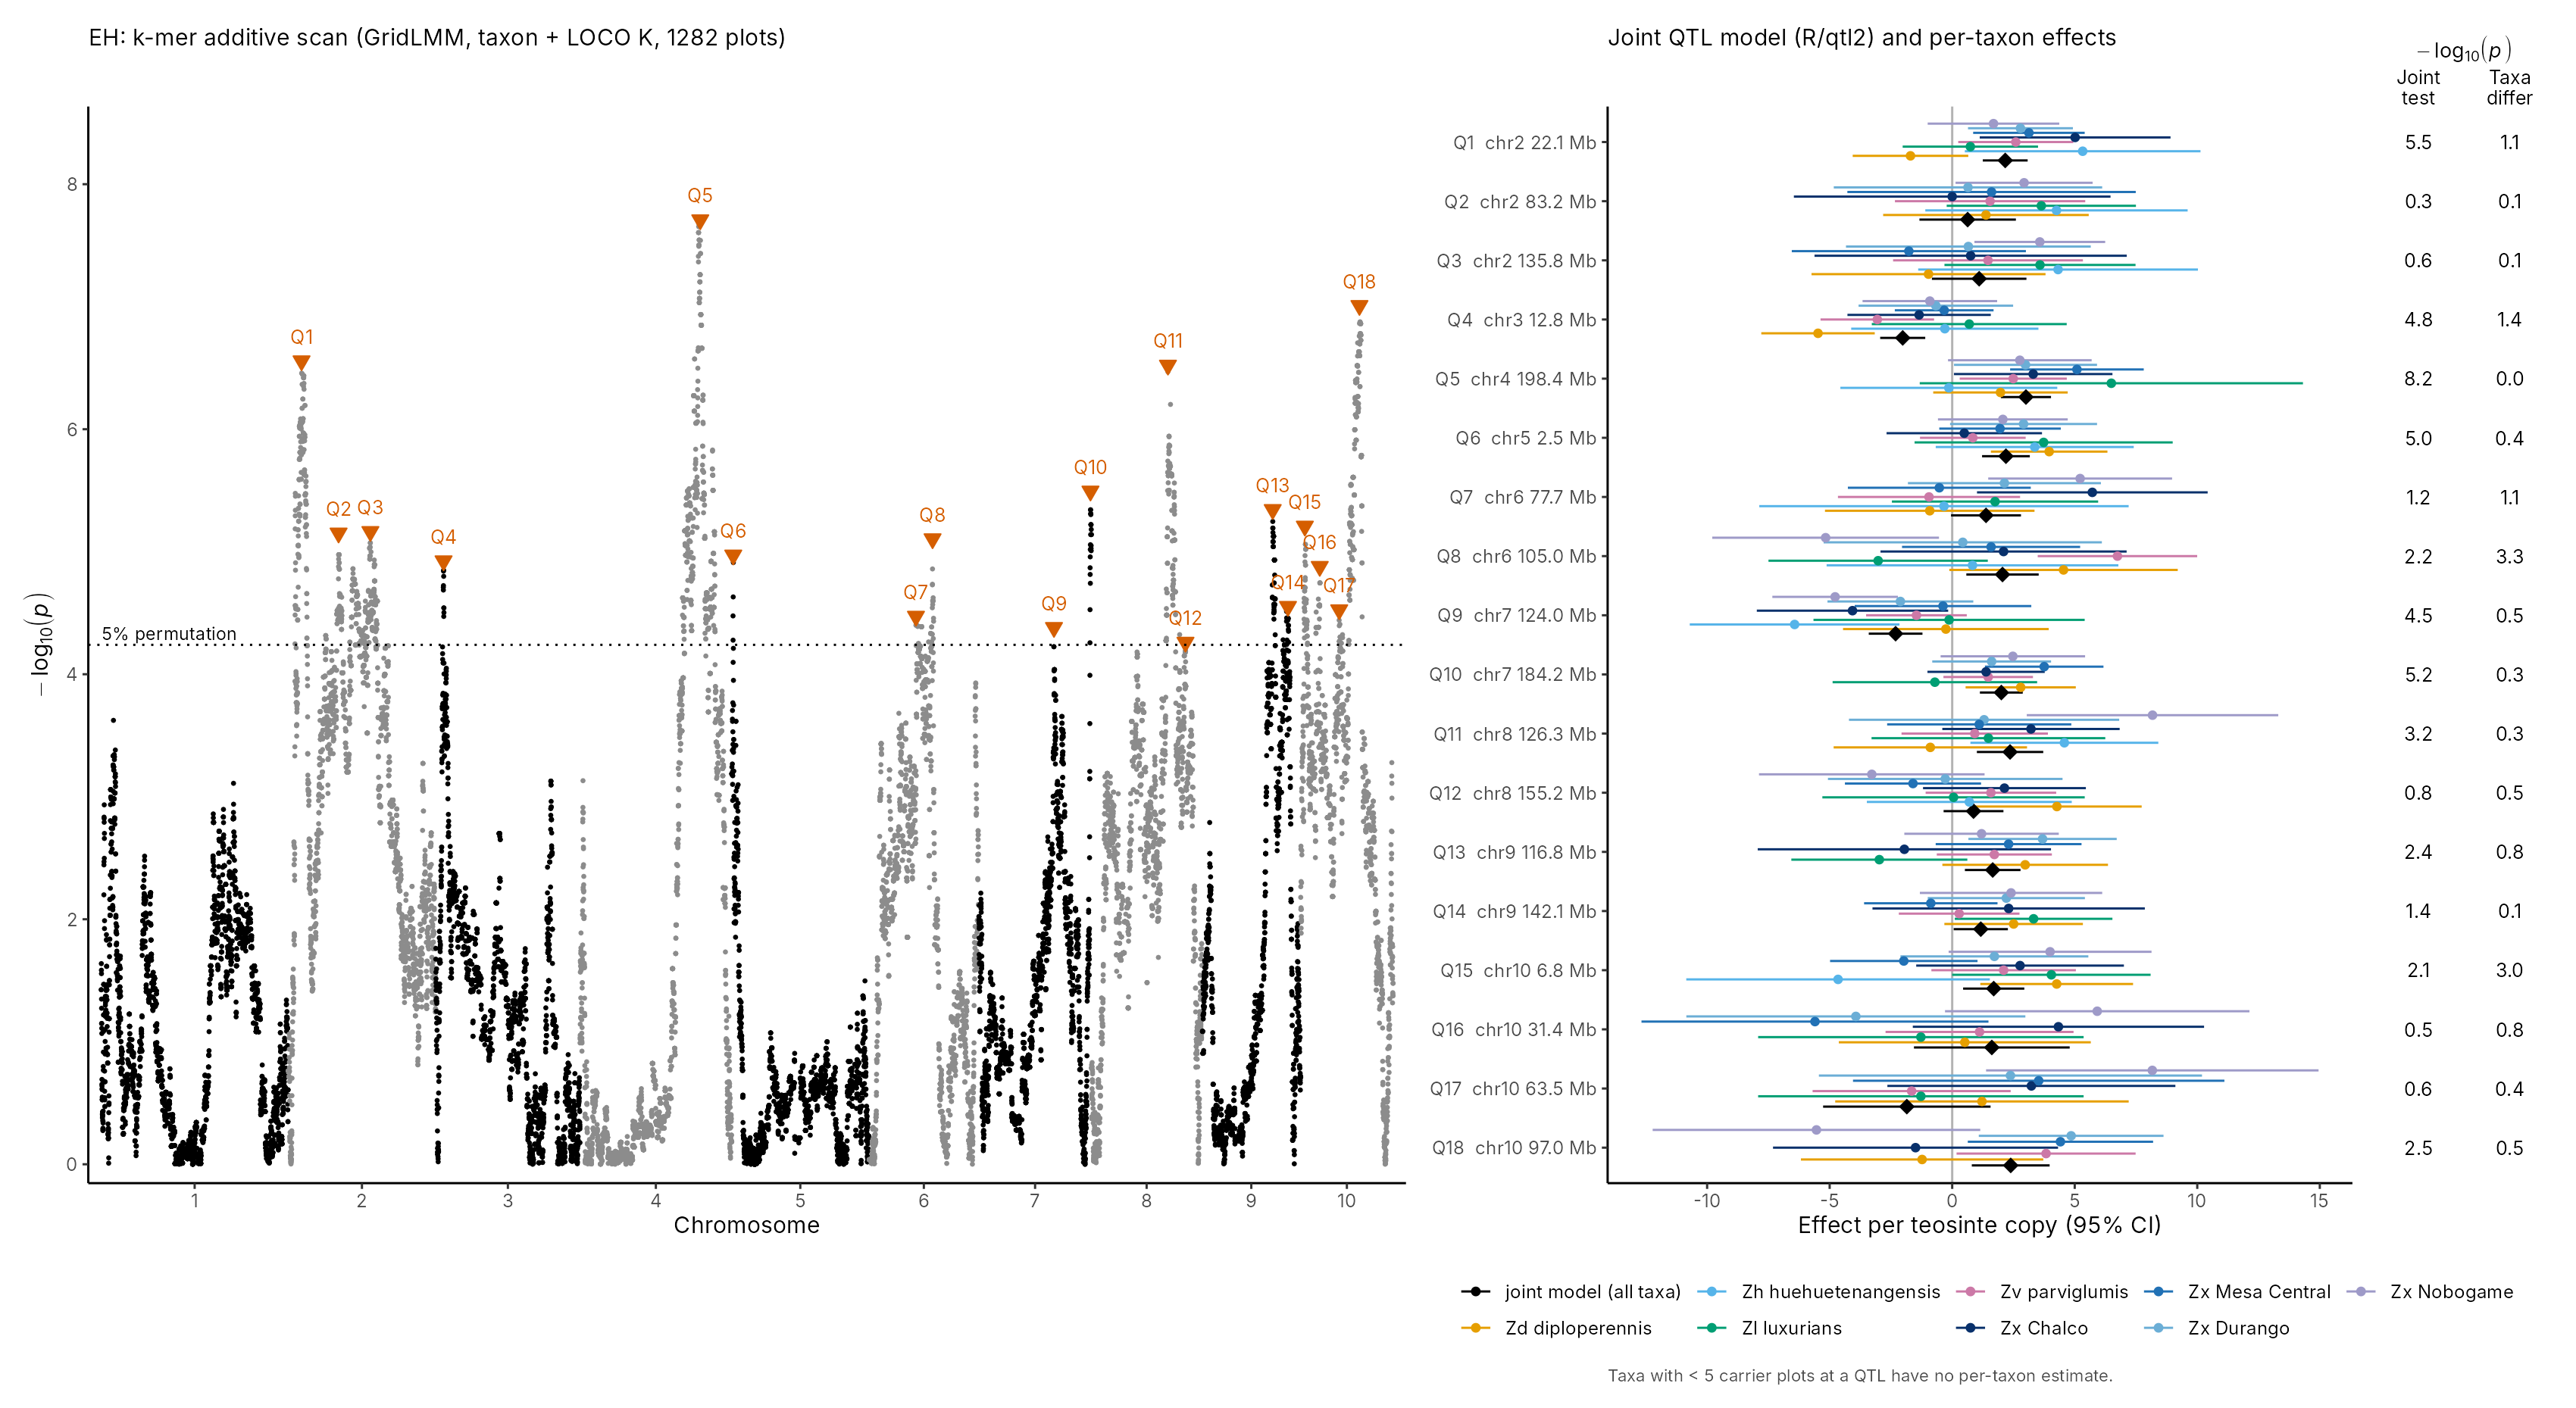 EH: k-mer additive scan (GridLMM, taxon + LOCO K, 1282 plots)
− log10(p)
8
6
4
2
0
5% permutation
Q1
Q2
Q3
Q4
Q5
Q6
Q7
Q8
Q9
Q10
Q11
Q12
Q13
Q14
Q15
Q16
Q17
Q18
1 2 3 4 5 6 7 8 9 10
Chromosome
Joint QTL model (R/qtl2) and per-taxon effects
− log10(p)
Joint test
Taxa differ
Q1 chr2 22.1 Mb 5.5 1.1
Q2 chr2 83.2 Mb 0.3 0.1
Q3 chr2 135.8 Mb 0.6 0.1
Q4 chr3 12.8 Mb 4.8 1.4
Q5 chr4 198.4 Mb 8.2 0.0
Q6 chr5 2.5 Mb 5.0 0.4
Q7 chr6 77.7 Mb 1.2 1.1
Q8 chr6 105.0 Mb 2.2 3.3
Q9 chr7 124.0 Mb 4.5 0.5
Q10 chr7 184.2 Mb 5.2 0.3
Q11 chr8 126.3 Mb 3.2 0.3
Q12 chr8 155.2 Mb 0.8 0.5
Q13 chr9 116.8 Mb 2.4 0.8
Q14 chr9 142.1 Mb 1.4 0.1
Q15 chr10 6.8 Mb 2.1 3.0
Q16 chr10 31.4 Mb 0.5 0.8
Q17 chr10 63.5 Mb 0.6 0.4
Q18 chr10 97.0 Mb 2.5 0.5
-10 -5 0 5 10 15
Effect per teosinte copy (95% CI)
joint model (all taxa) Zh huehuetenangensis Zv parviglumis Zx Mesa Central Zx Nobogame
Zd diploperennis Zl luxurians Zx Chalco Zx Durango
Taxa with < 5 carrier plots at a QTL have no per-taxon estimate.